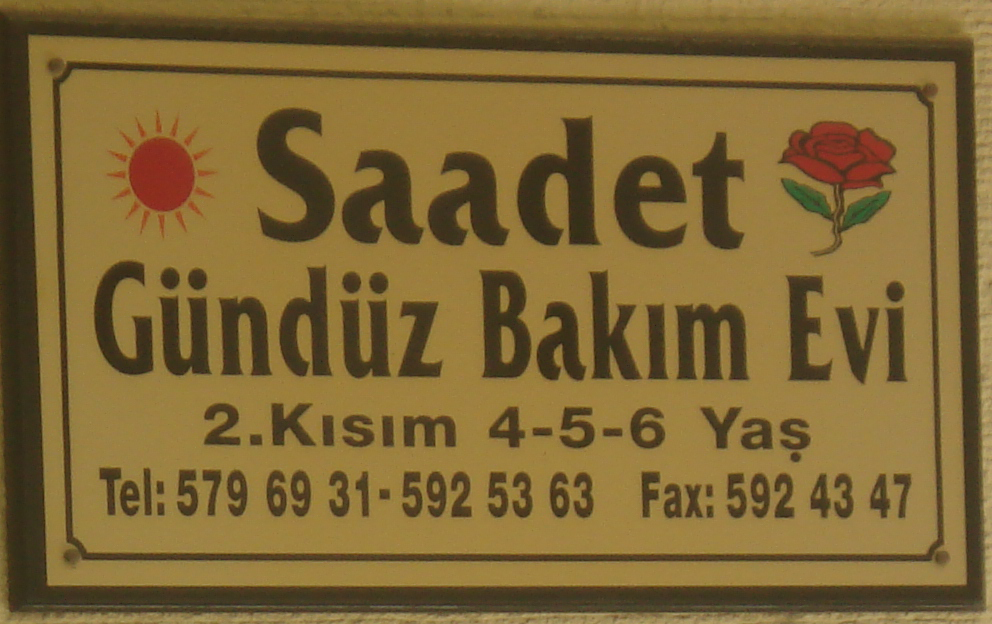 Saadet
Gündüz Bakım Evi
2.Kısım 4-5-6 Yaş
Tel: 579 69 31- 592 53 63 Fax: 592 43 47